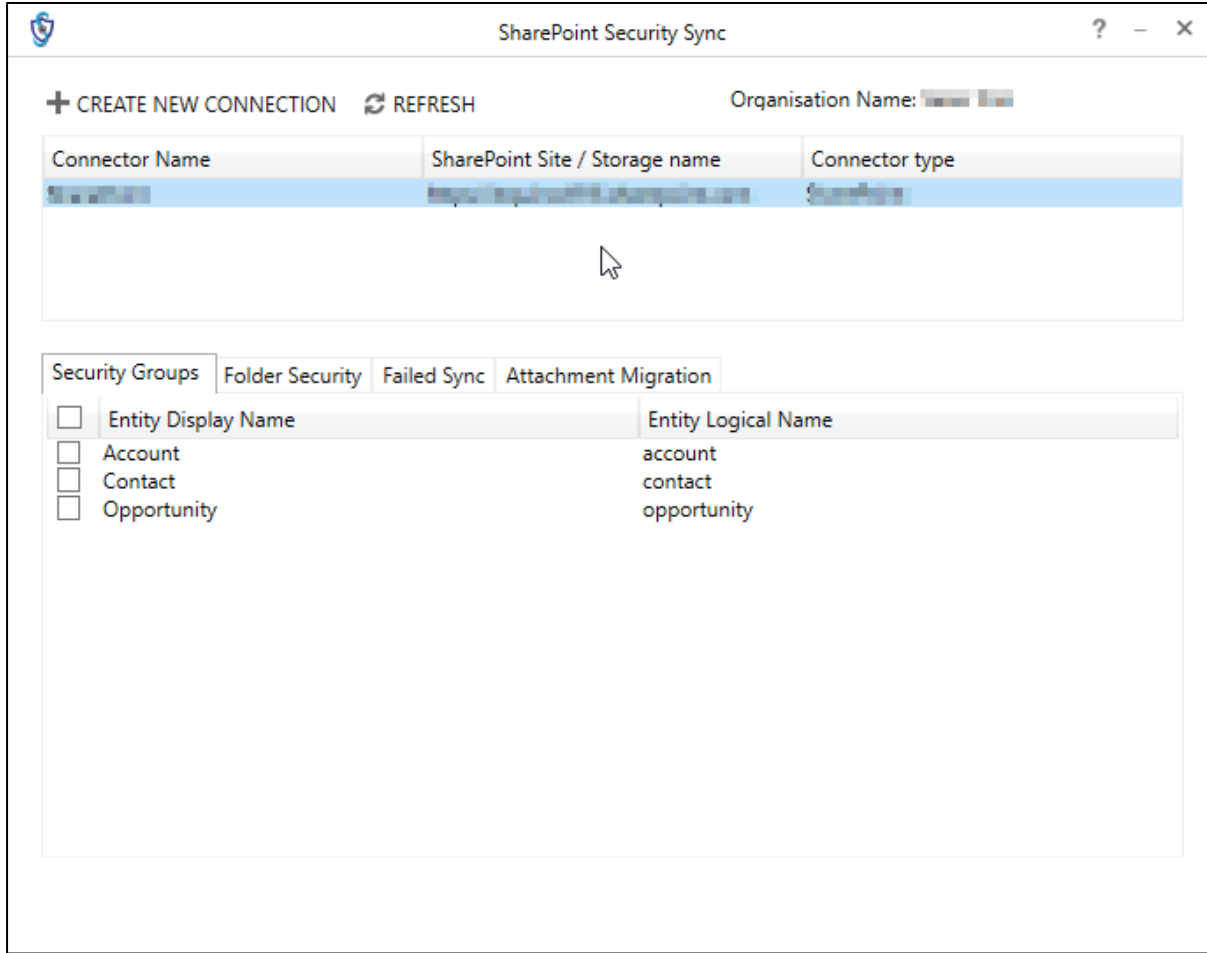 SharePoint Security Sync ? – ×
CREATE NEW CONNECTION REFRESH Organisation Name:
Connector Name SharePoint Site / Storage name Connector type
Security Groups Folder Security Failed Sync Attachment Migration
Entity Display Name Entity Logical Name
Account account
Contact contact
Opportunity opportunity